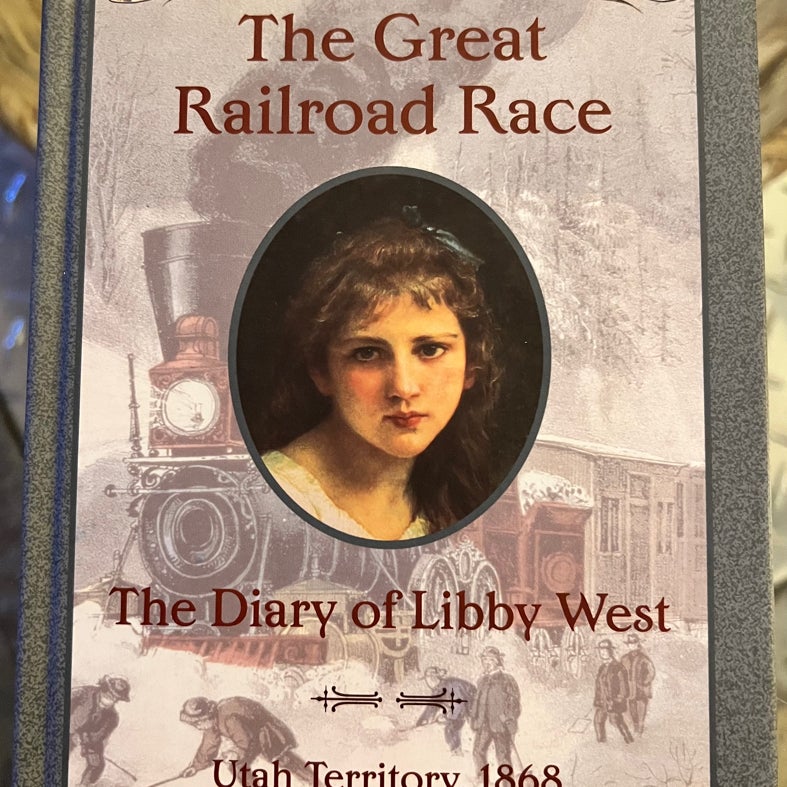 The Great
Railroad Race
The Diary of Libby West
Utah Territory, 1868